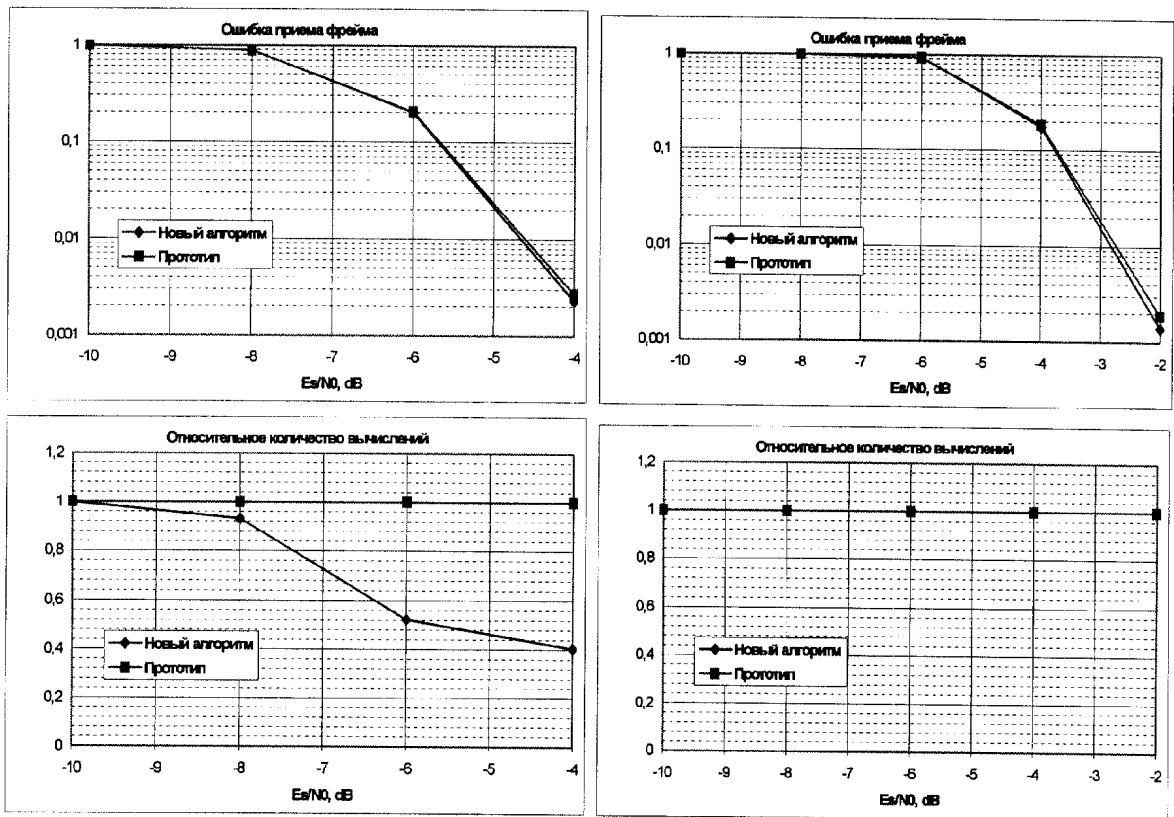 Ошибка приема фрейма
1
0,1
0,01
0,001
Новый алгоритм
Прототип
-10 -9 -8 -7 -6 -5 -4
Es/N0, dB
Ошибка приема фрейма
1
0,1
0,01
0,001
Новый алгоритм
Прототип
-10 -9 -8 -7 -6 -5 -4 -3 -2
Es/N0, dB
Относительное количество вычислений
1,2
1
0,8
0,6
0,4
0,2
0
Новый алгоритм
Прототип
-10 -9 -8 -7 -6 -5 -4
Es/N0, dB
Относительное количество вычислений
1,2
1
0,8
0,6
0,4
0,2
0
Новый алгоритм
Прототип
-10 -9 -8 -7 -6 -5 -4 -3 -2
Es/N0, dB